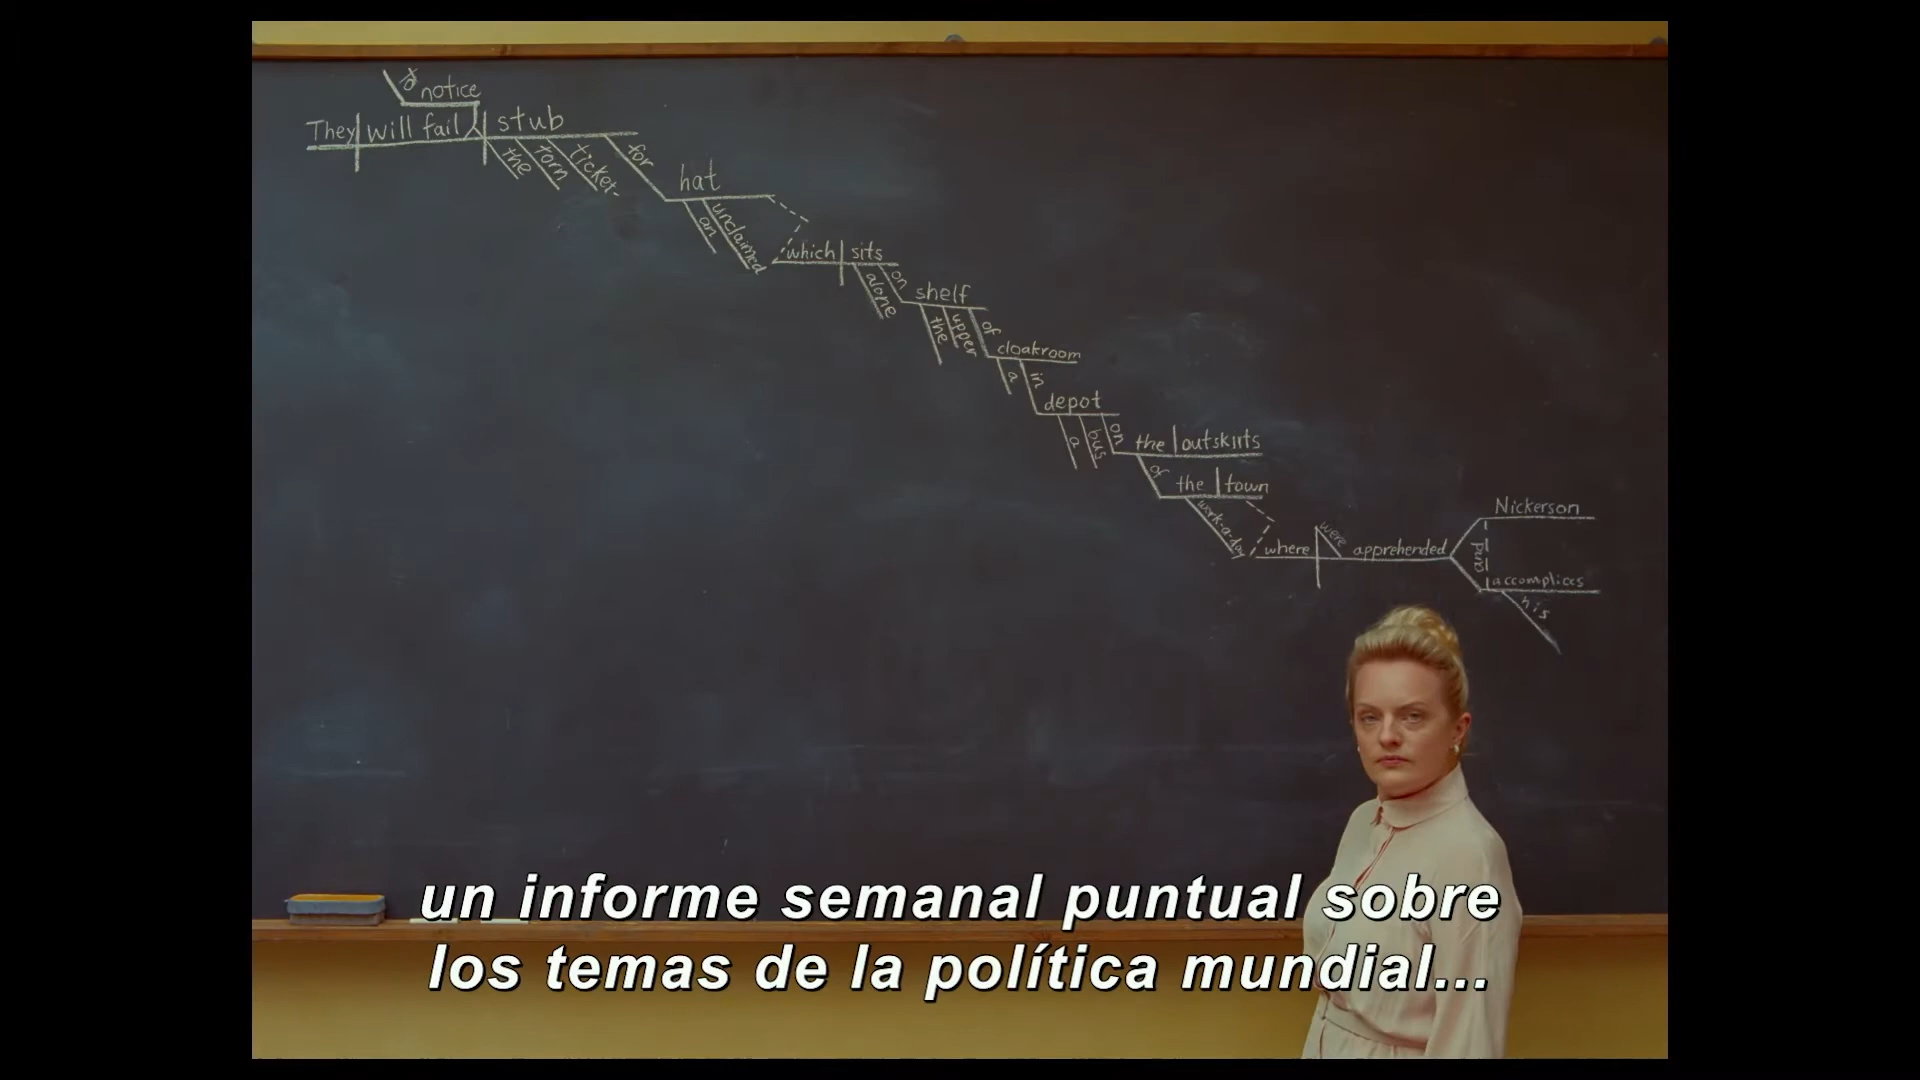 to
notice
They will fail stub
the torn ticket- for
hat
an unclaimed
which sits
alone on
shelf
the upper of
cloakroom
a in
depot
a bus on
the outskirts
of the town
work-a-day
where were apprehended
Nickerson
and
accomplices
his
un informe semanal puntual sobre
los temas de la política mundial...